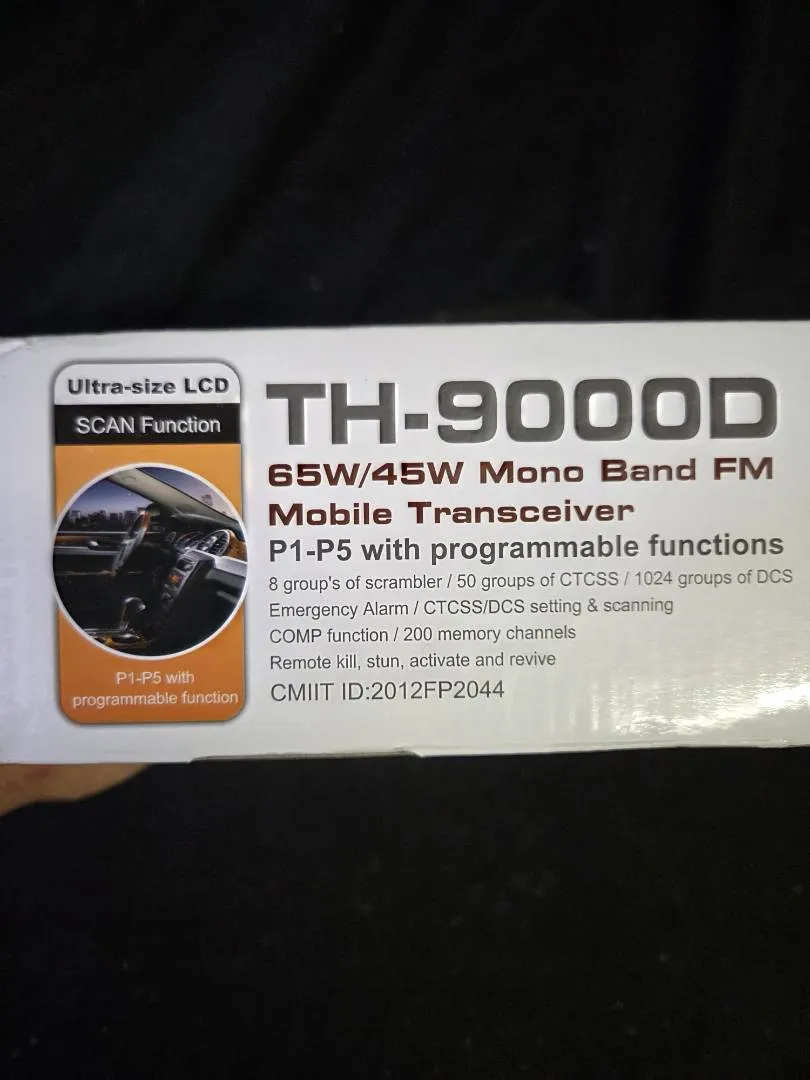 Ultra-size LCD
SCAN Function
P1-P5 with
programmable function
TH-9000D
65W/45W Mono Band FM
Mobile Transceiver
P1-P5 with programmable functions
8 group's of scrambler / 50 groups of CTCSS / 1024 groups of DCS
Emergency Alarm / CTCSS/DCS setting & scanning
COMP function / 200 memory channels
Remote kill, stun, activate and revive
CMIIT ID:2012FP2044